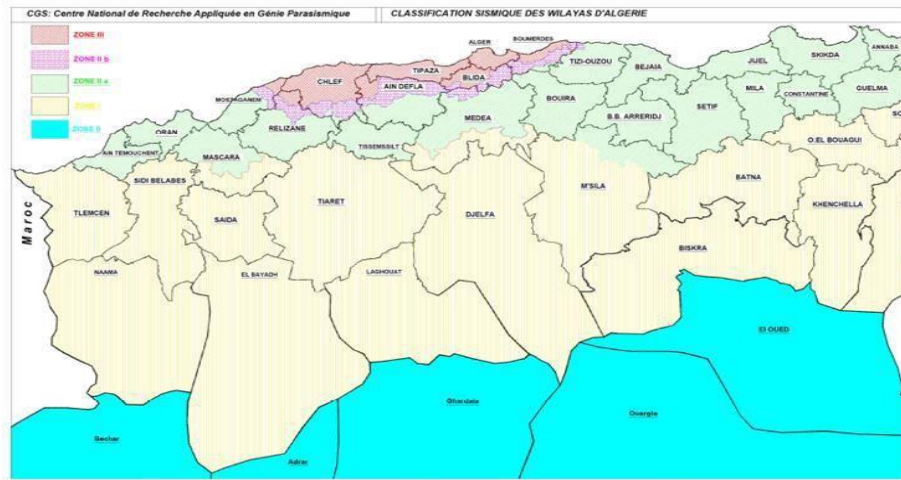 CGS: Centre National de Recherche Appliquée en Génie Parasismique
CLASSIFICATION SISMIQUE DES WILAYAS D'ALGERIE
ZONE III
ZONE II b
ZONE II a
ZONE I
ZONE 0
ALGER
BOUMERDES
TIPAZA
BLIDA
CHLEF
AIN DEFLA
TIZI-OUZOU
BEJAIA
JIJEL
SKIDA
ANNABA
MOSTAGANEM
BOUIRA
MILA
CONSTANTINE
GUELMA
ORAN
RELIZANE
MEDEA
B.B. ARRERIDJ
SETIF
SO
AIN TEMOUCHENT
MASCARA
TISSEMSSILT
O.EL BOUAGUI
SIDI BELABES
M'SILA
BATNA
TLEMCEN
SAIDA
TIARET
DJELFA
KHENCHELLA
Maroc
BISKRA
NAAMA
EL BAYADH
LAGHOUAT
El OUED
Ghardaia
Ouargla
Bechar
Adrar